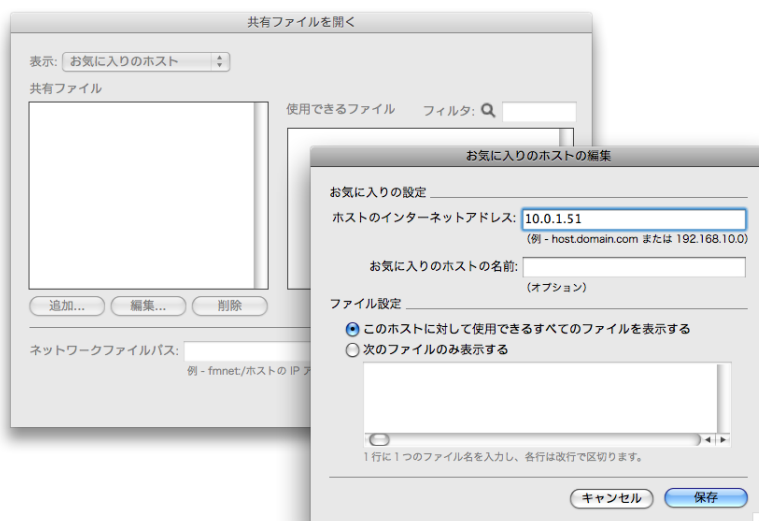 共有ファイルを開く
表示: お気に入りのホスト
共有ファイル
使用できるファイル フィルタ:
追加... 編集... 削除
ネットワークファイルパス:
例 - fmnet:/ホストの IP ア
お気に入りのホストの編集
お気に入りの設定
ホストのインターネットアドレス: 10.0.1.51
(例 - host.domain.com または 192.168.10.0)
お気に入りのホストの名前:
(オプション)
ファイル設定
このホストに対して使用できるすべてのファイルを表示する
次のファイルのみ表示する
1 行に 1 つのファイル名を入力し、各行は改行で区切ります。
キャンセル 保存